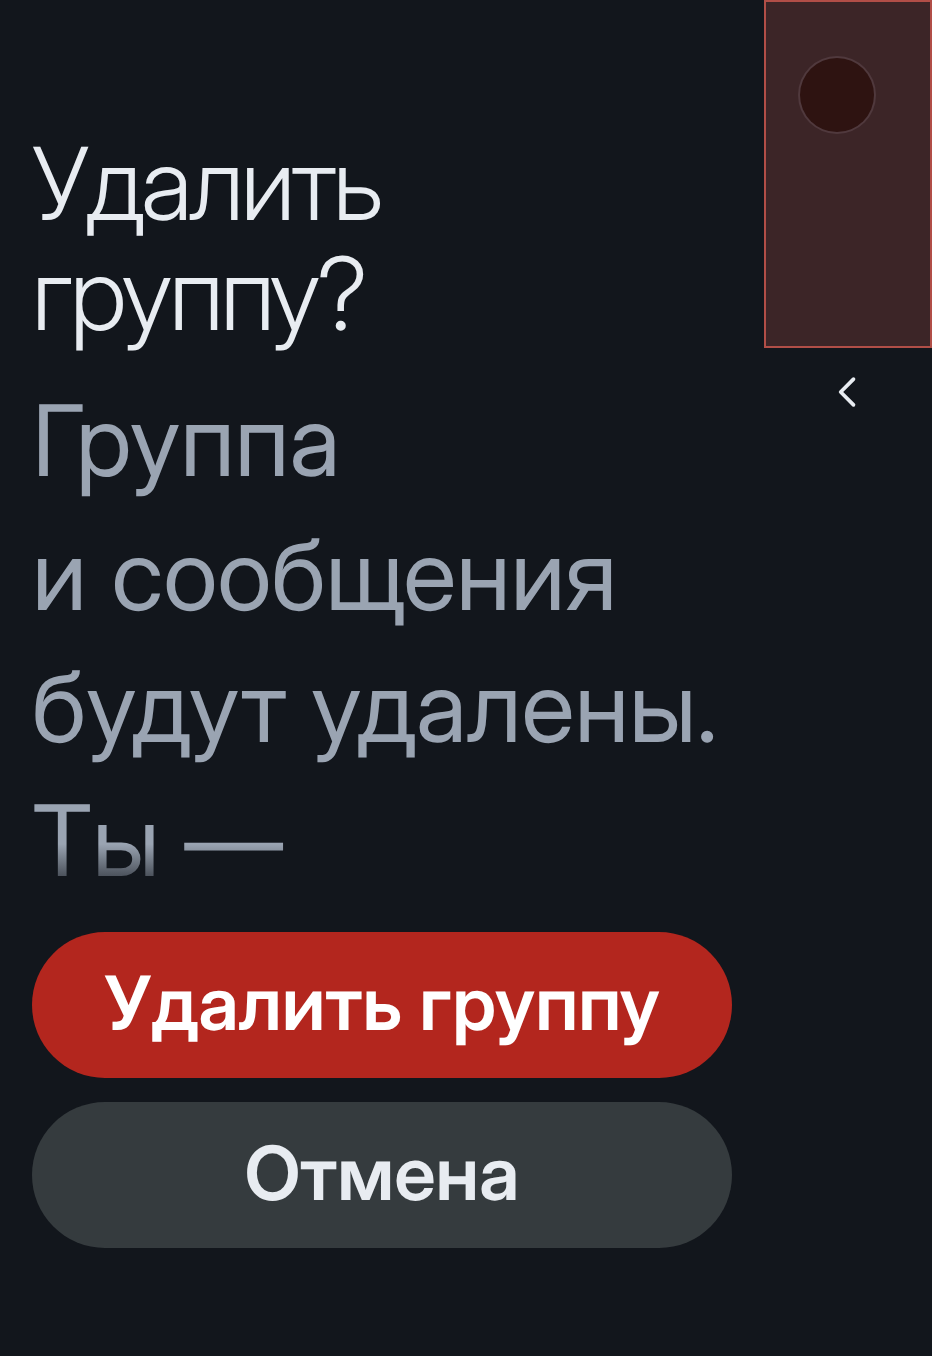 Удалить
группу?
Группа
и сообщения
будут удалены.
Ты —
Удалить группу
Отмена